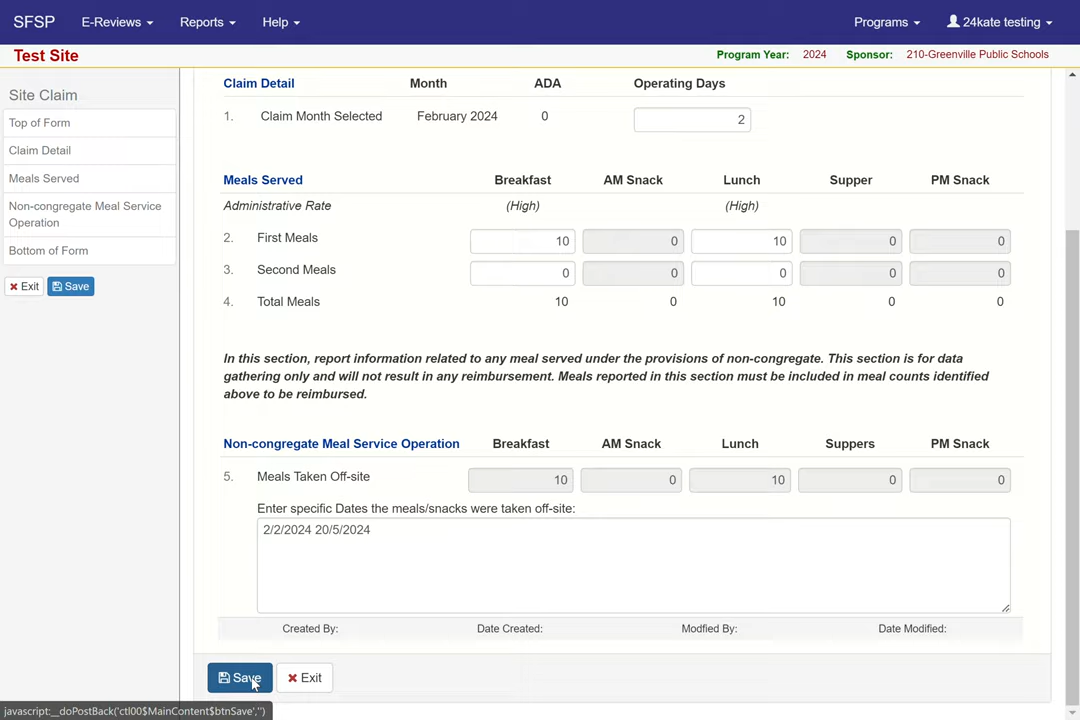 SFSP E-Reviews Reports Help Programs 24kate testing
Test Site Program Year: 2024 Sponsor: 210-Greenville Public Schools
Site Claim
Top of Form
Claim Detail
Meals Served
Non-congregate Meal Service
Operation
Bottom of Form
Exit Save
Claim Detail Month ADA Operating Days
1. Claim Month Selected February 2024 0 2
Meals Served Breakfast AM Snack Lunch Supper PM Snack
Administrative Rate (High) (High)
2. First Meals 10 0 10 0 0
3. Second Meals 0 0 0 0 0
4. Total Meals 10 0 10 0 0
In this section, report information related to any meal served under the provisions of non-congregate. This section is for data
gathering only and will not result in any reimbursement. Meals reported in this section must be included in meal counts identified
above to be reimbursed.
Non-congregate Meal Service Operation Breakfast AM Snack Lunch Suppers PM Snack
5. Meals Taken Off-site 10 0 10 0 0
Enter specific Dates the meals/snacks were taken off-site:
2/2/2024 20/5/2024
Created By: Date Created: Modfied By: Date Modified:
Save Exit
javascript:__doPostBack('ctl00$MainContent$btnSave','')